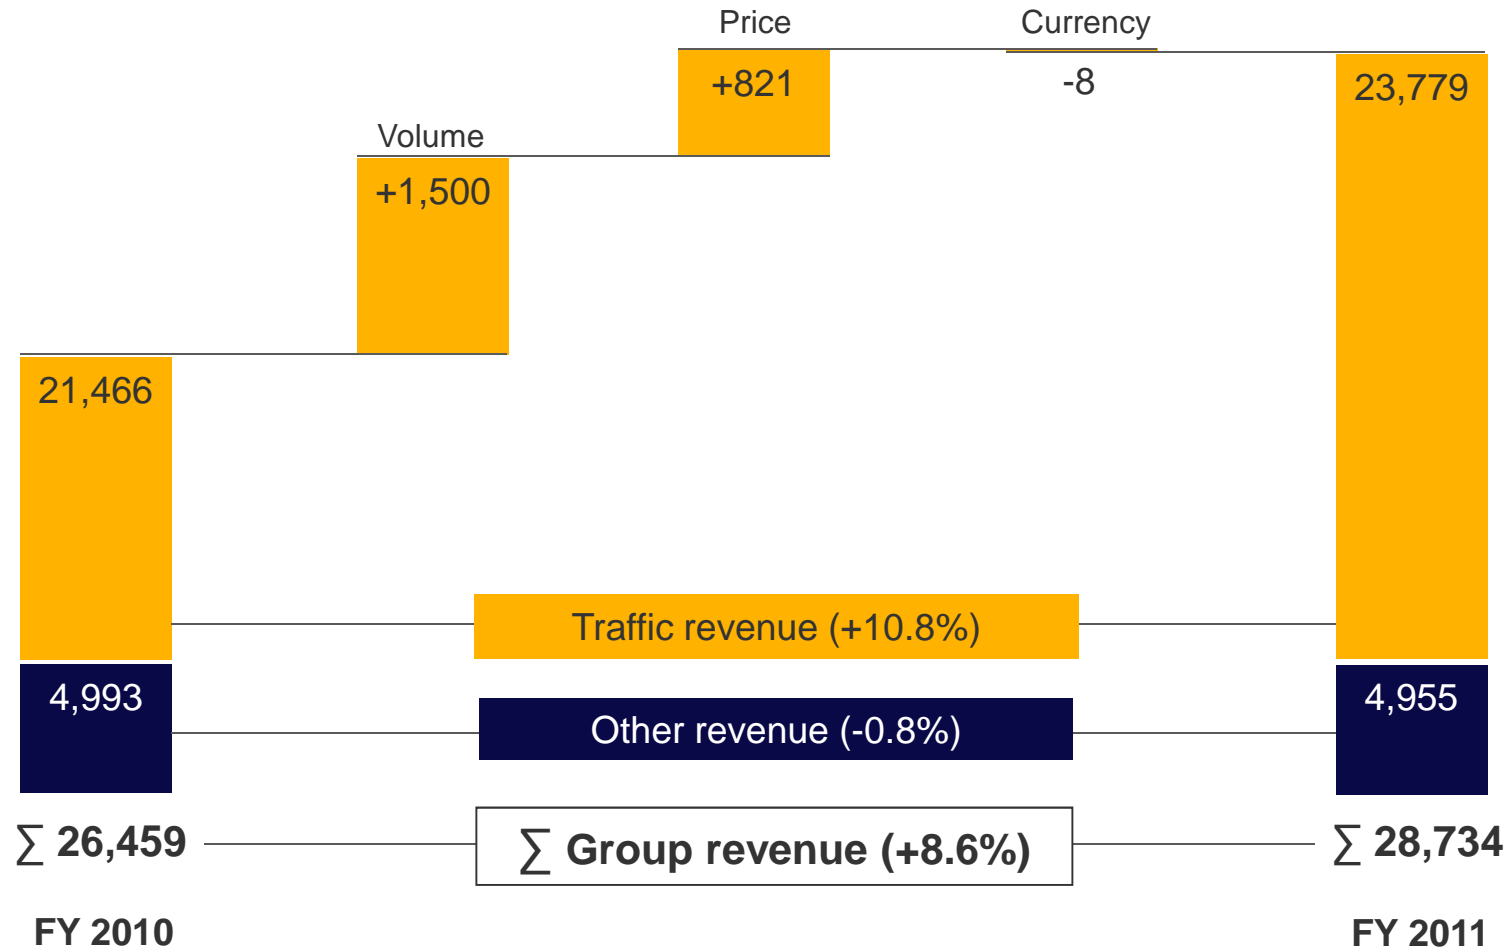 Price
Currency
+821
-8
23,779
Volume
+1,500
21,466
Traffic revenue (+10.8%)
4,993
4,955
Other revenue (-0.8%)
∑ 26,459
∑ Group revenue (+8.6%)
∑ 28,734
FY 2010
FY 2011